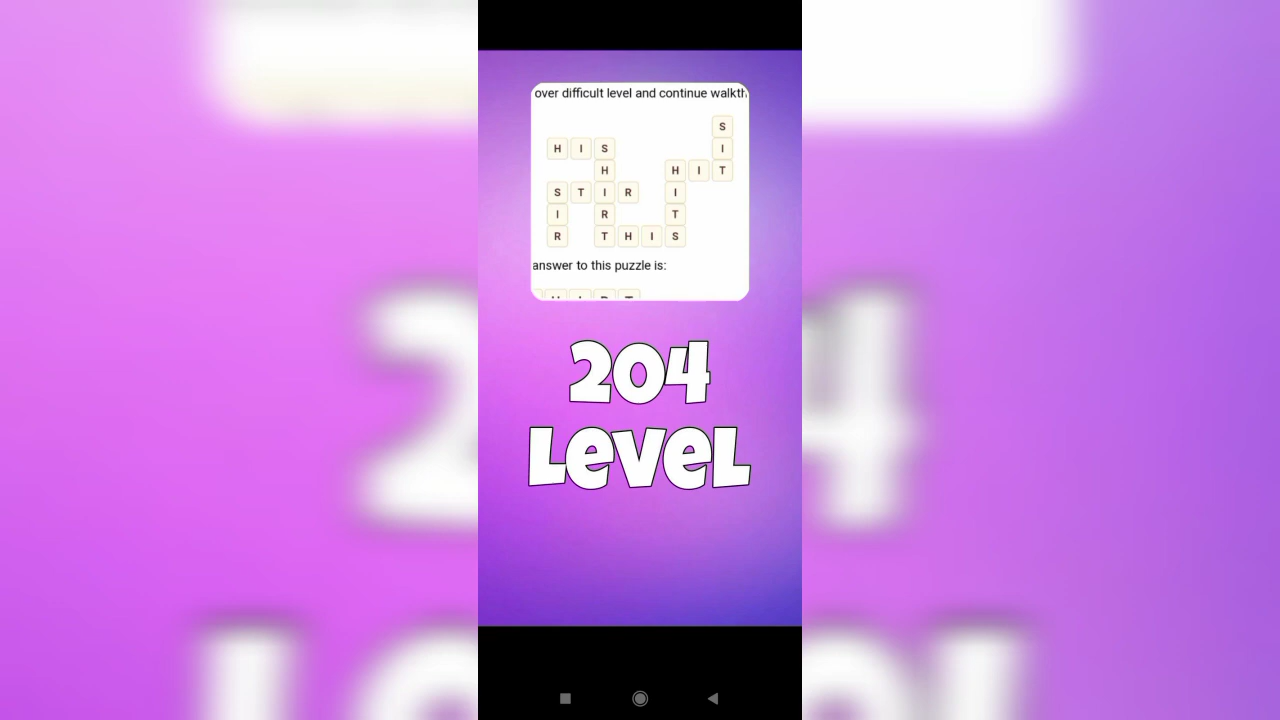 over difficult level and continue walkth
S
H I S I
H H I T
S T I R I
I R T
R T H I S
answer to this puzzle is:
204
LeveL